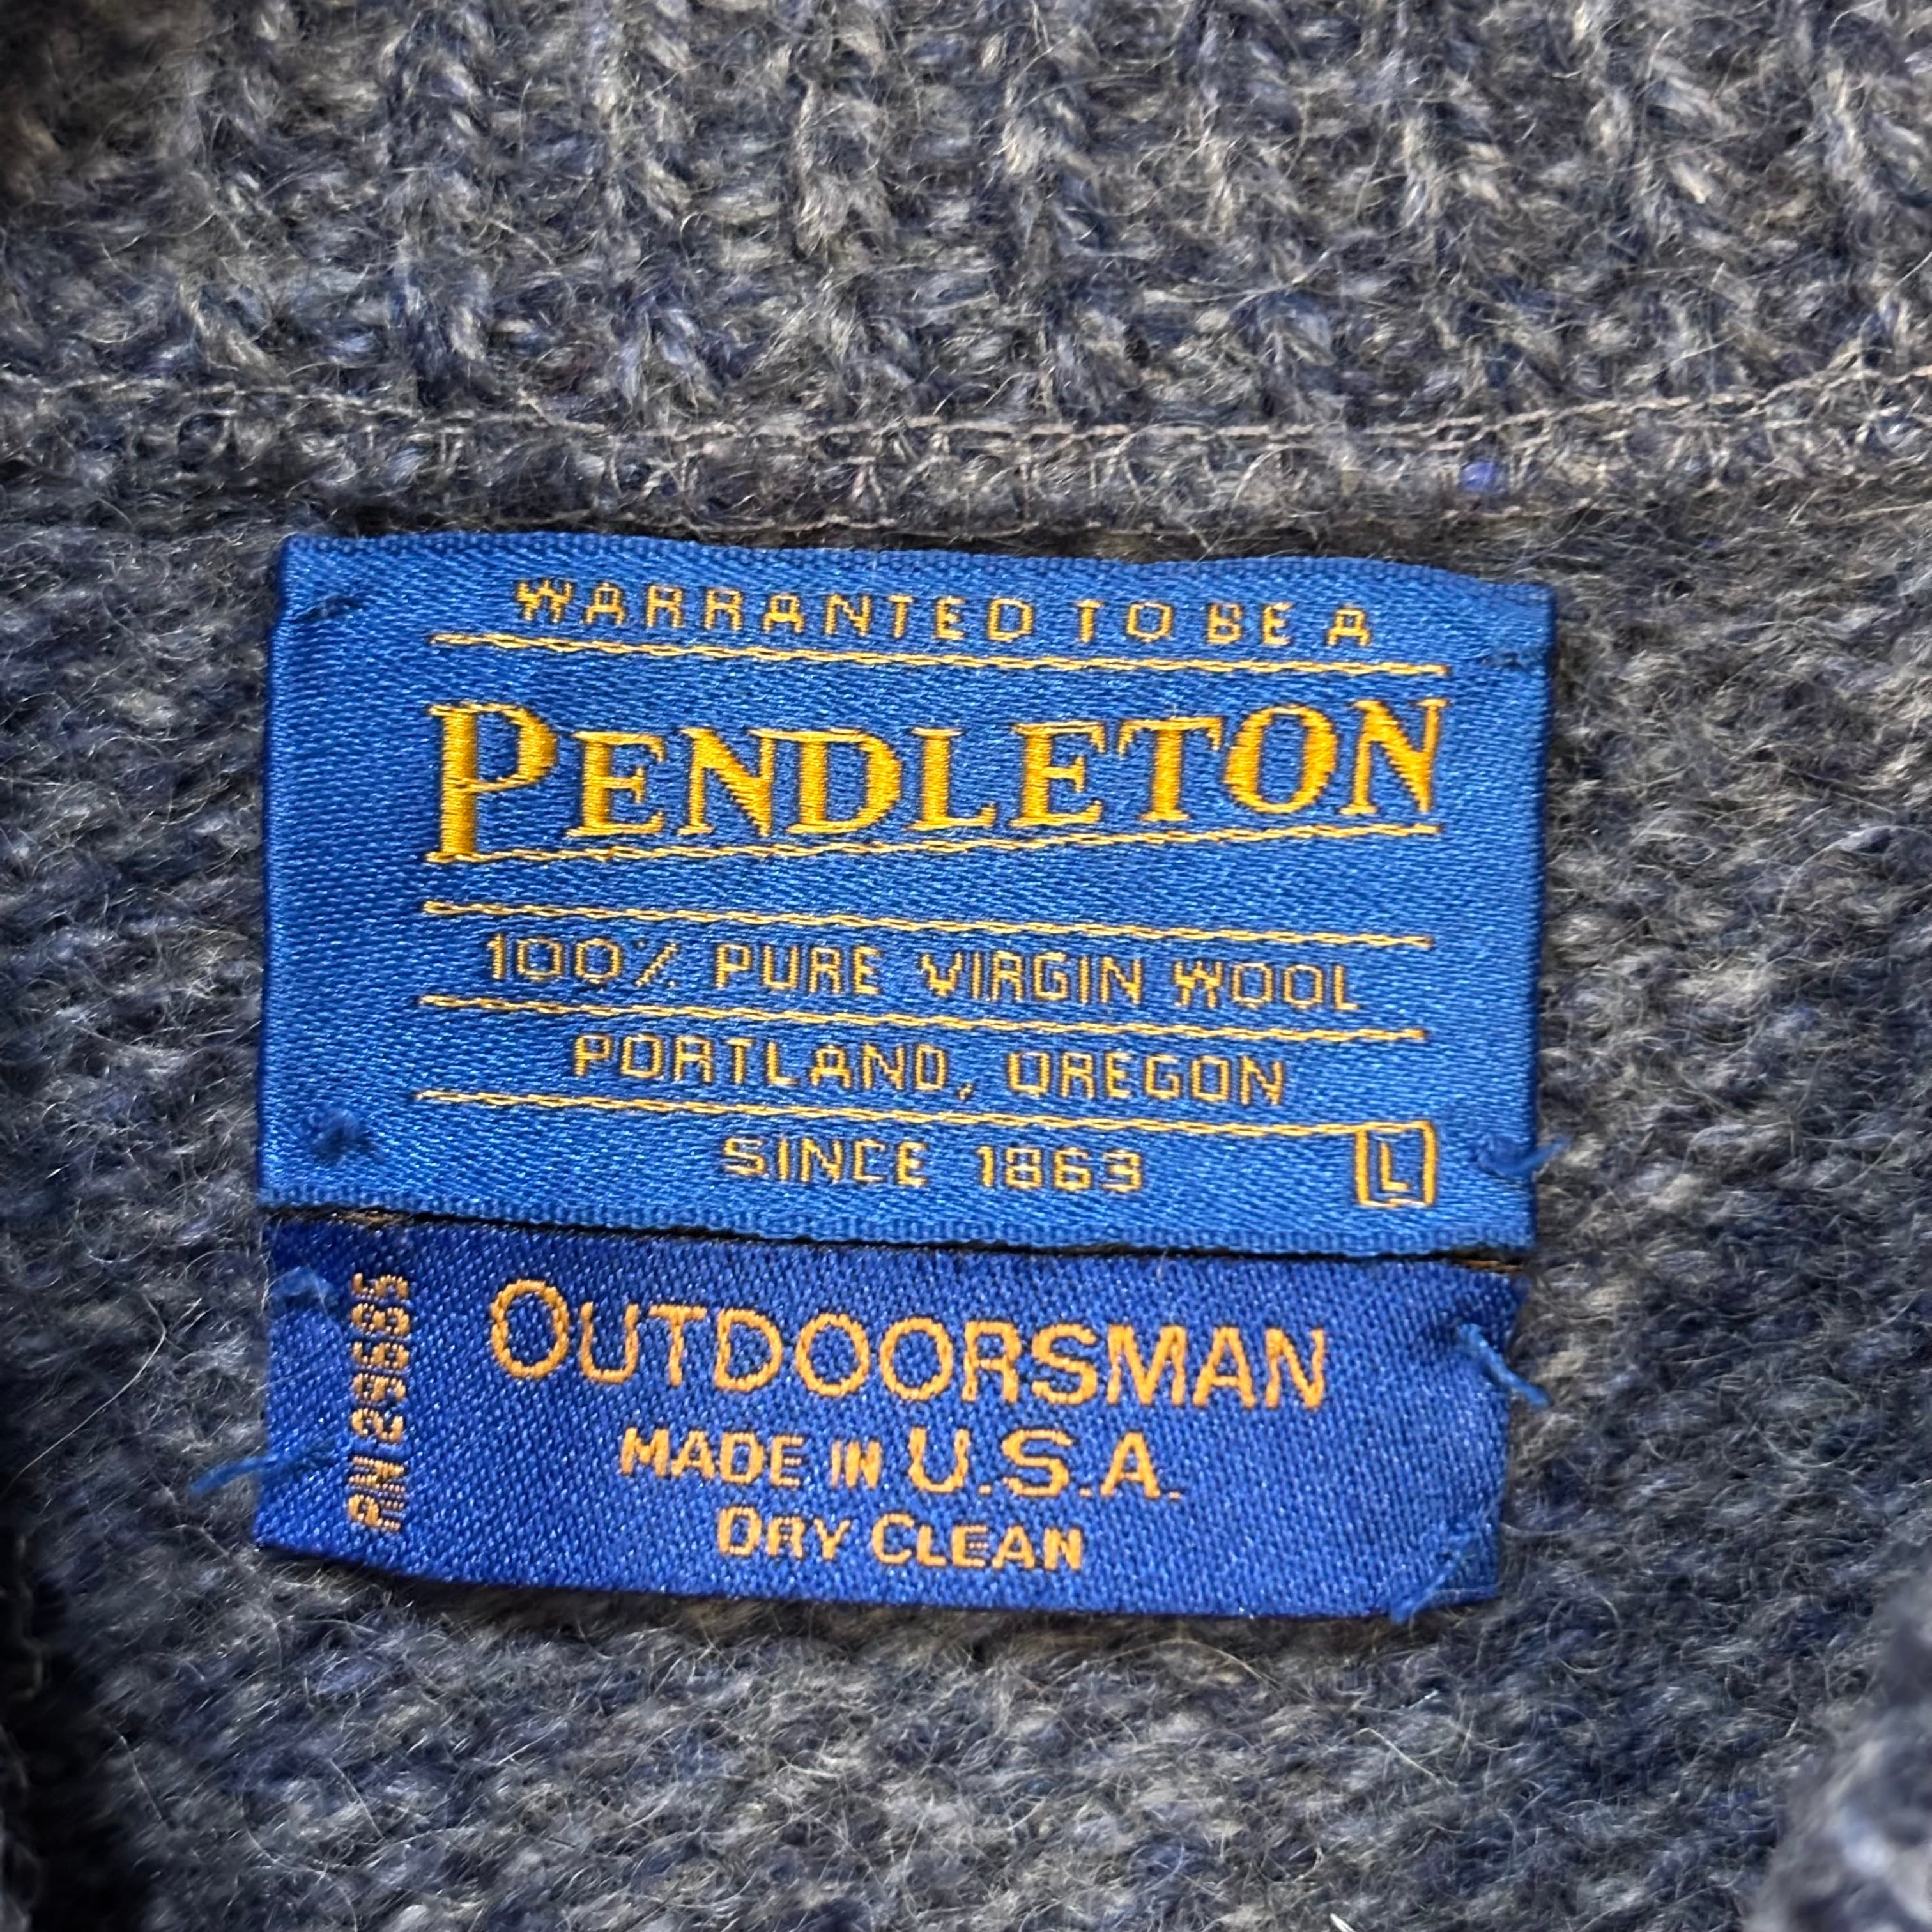 WARRANTED TO BE A
PENDLETON
100% PURE VIRGIN WOOL
PORTLAND, OREGON
SINCE 1863
L
RN 29685
OUTDOORSMAN
MADE IN U.S.A.
DRY CLEAN